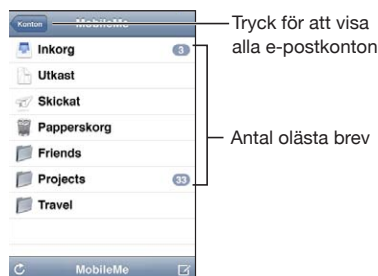 Konton
MobileMe
Tryck för att visa
alla e-postkonton
Inkorg 3
Utkast
Skickat
Papperskorg
Antal olästa brev
Friends
Projects 33
Travel
MobileMe